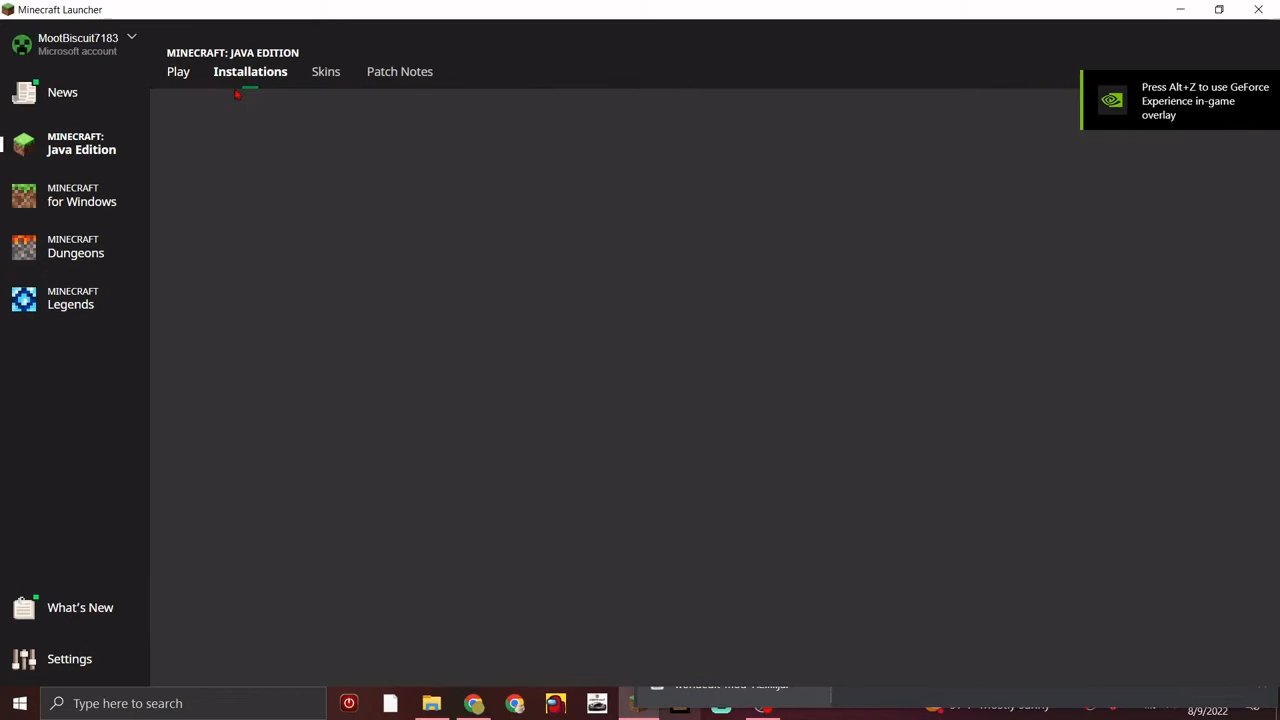 Minecraft Launcher
MootBiscuit7183
Microsoft account
News
MINECRAFT:
Java Edition
MINECRAFT
for Windows
MINECRAFT
Dungeons
MINECRAFT
Legends
What's New
Settings
MINECRAFT: JAVA EDITION
Play Installations Skins Patch Notes
Press Alt+Z to use GeForce
Experience in-game
overlay
Type here to search
8/9/2022